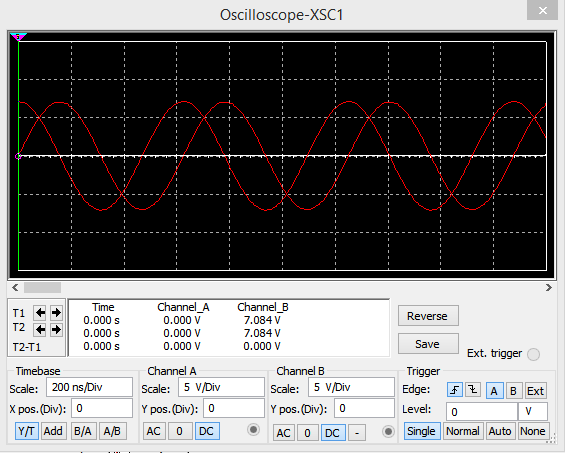 Oscilloscope-XSC1
Time Channel_A Channel_B
T1 0.000 s 0.000 V 7.084 V
T2 0.000 s 0.000 V 7.084 V
T2-T1 0.000 s 0.000 V 0.000 V
Reverse
Save
Ext. trigger
Timebase Channel A Channel B Trigger
Scale: 200 ns/Div Scale: 5 V/Div Scale: 5 V/Div Edge: A B Ext
X pos.(Div): 0 Y pos.(Div): 0 Y pos.(Div): 0 Level: 0 V
Y/T Add B/A A/B AC 0 DC AC 0 DC - Single Normal Auto None